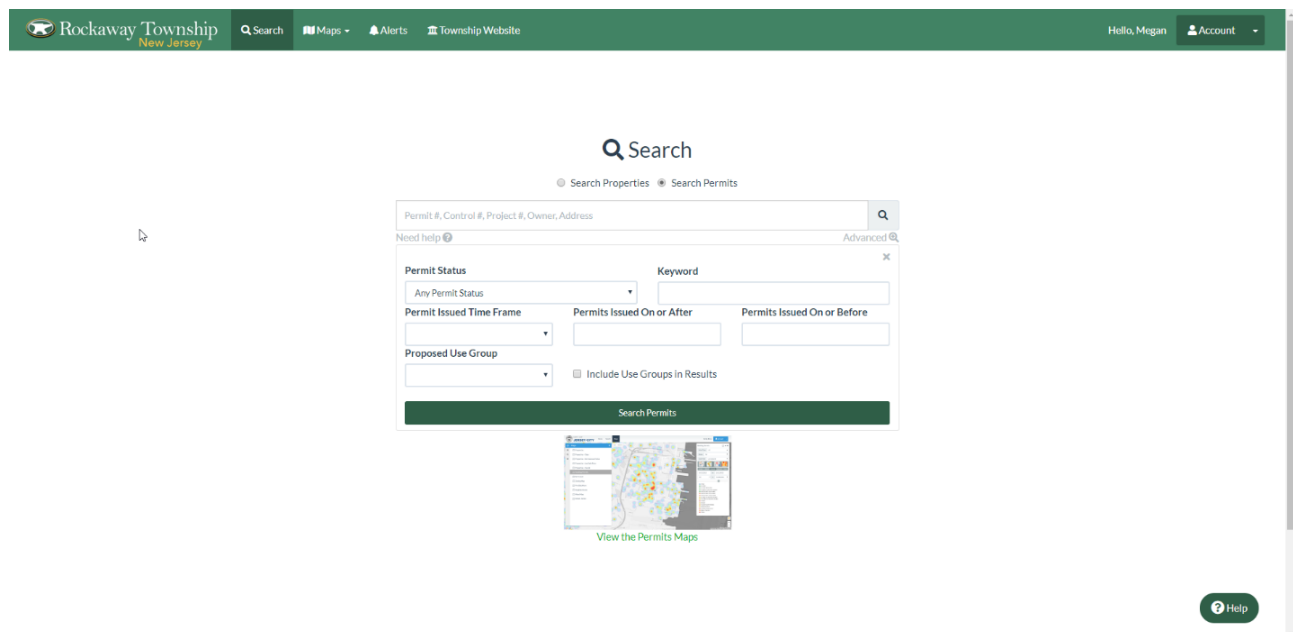 Rockaway Township
New Jersey
Search
Maps
Alerts
Township Website
Hello, Megan
Account
Search
Search Properties
Search Permits
Permit #, Control #, Project #, Owner, Address
Need help
Advanced
Permit Status
Keyword
Any Permit Status
Permit Issued Time Frame
Permits Issued On or After
Permits Issued On or Before
Proposed Use Group
Include Use Groups in Results
Search Permits
View the Permits Maps
Help